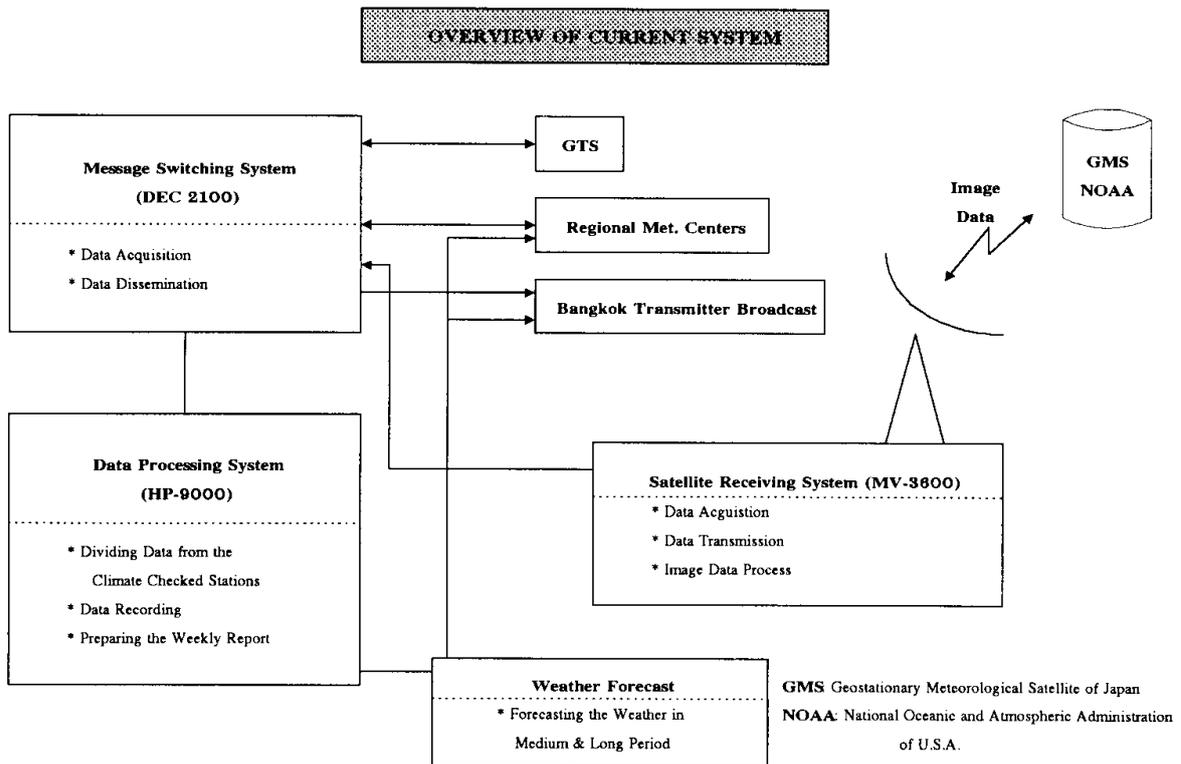 OVERVIEW OF CURRENT SYSTEM
Message Switching System
(DEC 2100)
* Data Acquisition
* Data Dissemination
GTS
Regional Met. Centers
Bangkok Transmitter Broadcast
Image
Data
GMS
NOAA
Data Processing System
(HP-9000)
* Dividing Data from the
Climate Checked Stations
* Data Recording
* Preparing the Weekly Report
Satellite Receiving System (MV-3600)
* Data Acguistion
* Data Transmission
* Image Data Process
Weather Forecast
* Forecasting the Weather in
Medium & Long Period
GMS: Geostationary Meteorological Satellite of Japan
NOAA: National Oceanic and Atmospheric Administration
of U.S.A.